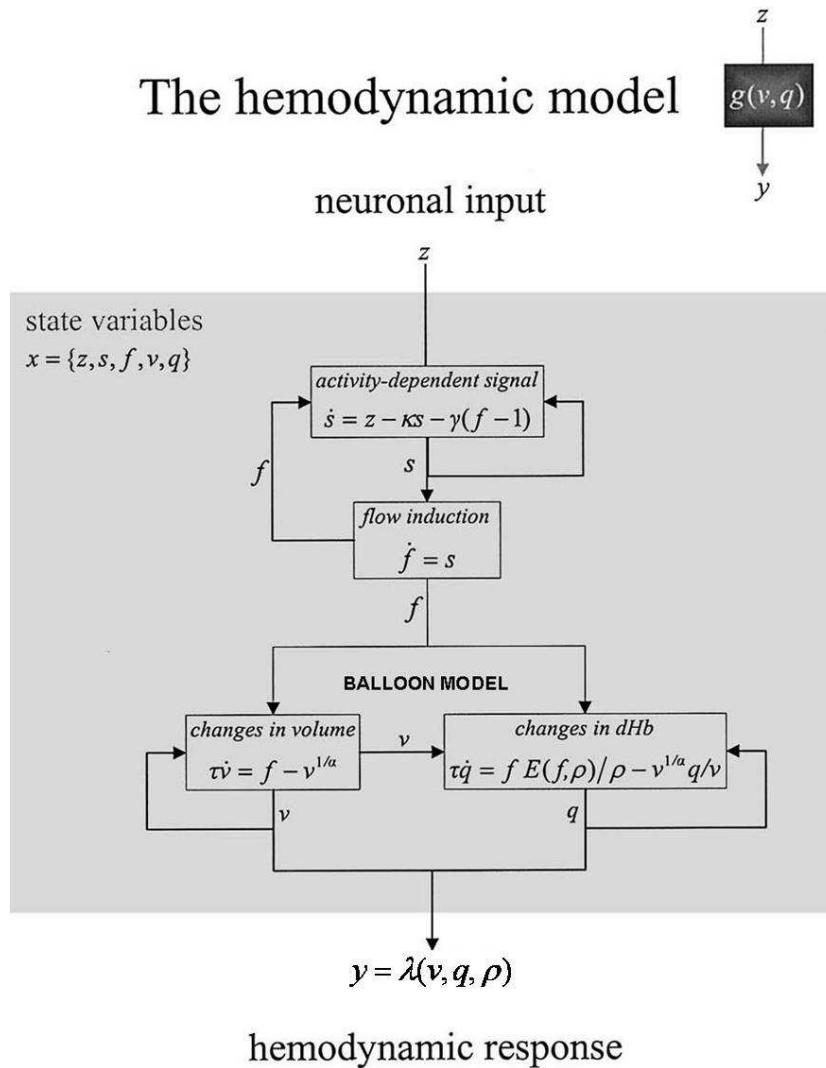 z
The hemodynamic model
g(v,q)
y
neuronal input
z
state variables
x = {z,s,f,v,q}
activity-dependent signal
ṡ = z − κs − γ(f −1)
f
s
flow induction
ḟ = s
f
BALLOON MODEL
changes in volume
τv̇ = f − v^{1/α}
v
changes in dHb
τq̇ = f E(f,ρ)/ρ − v^{1/α} q/v
v
q
y = λ(v, q, ρ)
hemodynamic response